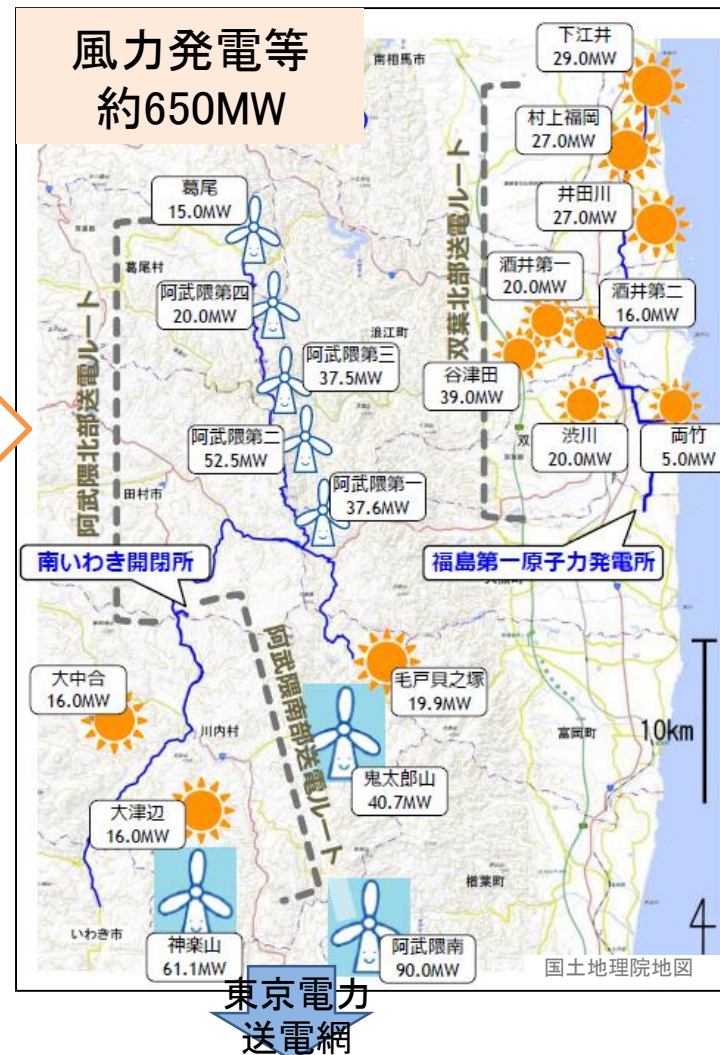 風力発電等
約650MW
南相馬市
下江井
29.0MW
村上福岡
27.0MW
井田川
27.0MW
双葉北部送電ルート
葛尾
15.0MW
葛尾村
阿武隈第四
20.0MW
浪江町
酒井第一
20.0MW
酒井第二
16.0MW
阿武隈第三
37.5MW
谷津田
39.0MW
阿武隈北部送電ルート
阿武隈第二
52.5MW
渋川
20.0MW
両竹
5.0MW
田村市
阿武隈第一
37.6MW
南いわき開閉所
福島第一原子力発電所
阿武隈南部送電ルート
大中合
16.0MW
毛戸貝之塚
19.9MW
川内村
富岡町
10km
鬼太郎山
40.7MW
大津辺
16.0MW
楢葉町
いわき市
神楽山
61.1MW
阿武隈南
90.0MW
国土地理院地図
東京電力
送電網